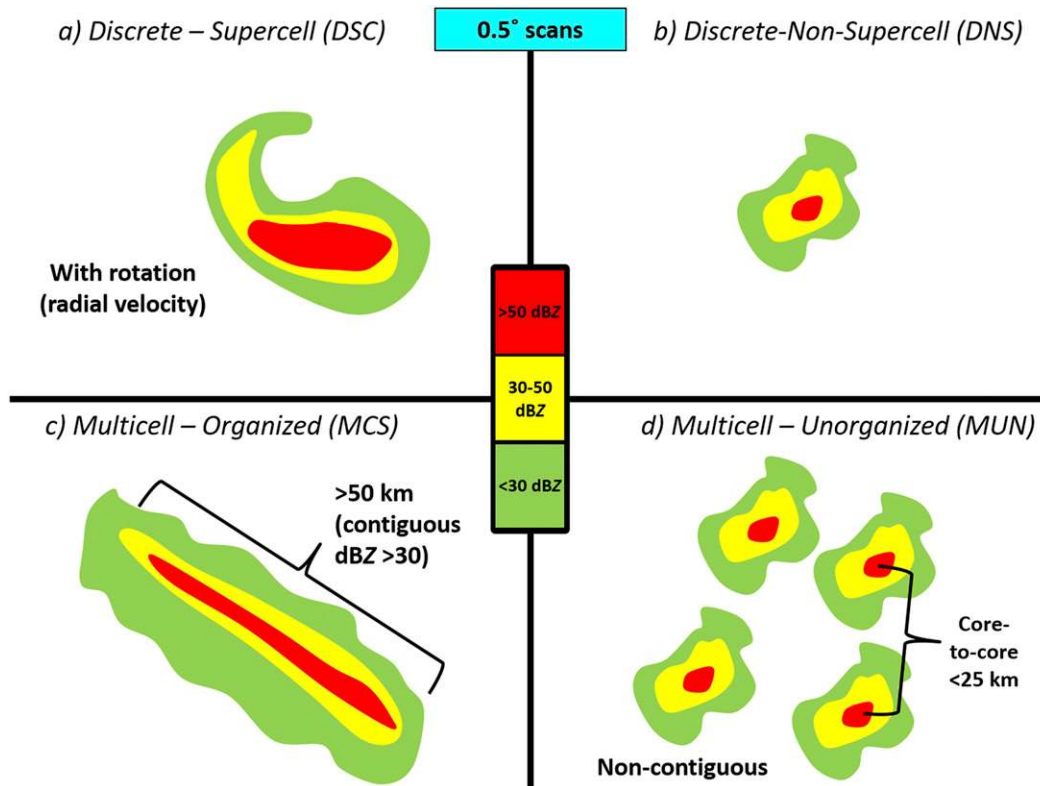 a) Discrete – Supercell (DSC)
0.5˚ scans
b) Discrete-Non-Supercell (DNS)
With rotation
(radial velocity)
>50 dBZ
30-50
dBZ
<30 dBZ
c) Multicell – Organized (MCS)
>50 km
(contiguous
dBZ >30)
d) Multicell – Unorganized (MUN)
Core-
to-core
<25 km
Non-contiguous